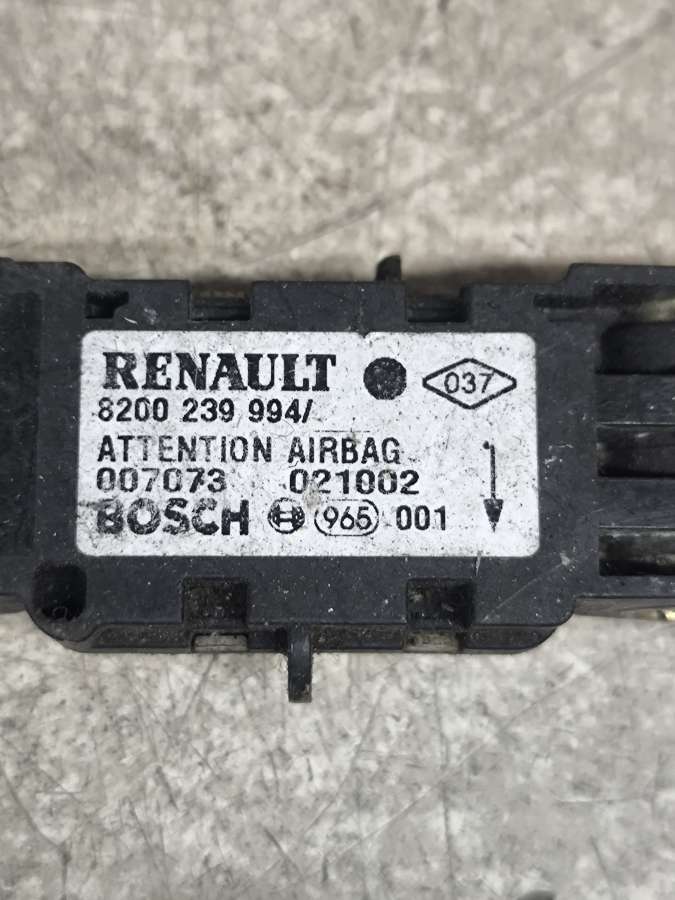 RENAULT 037
8200 239 994/
ATTENTION AIRBAG
007073 021002
BOSCH 965 001